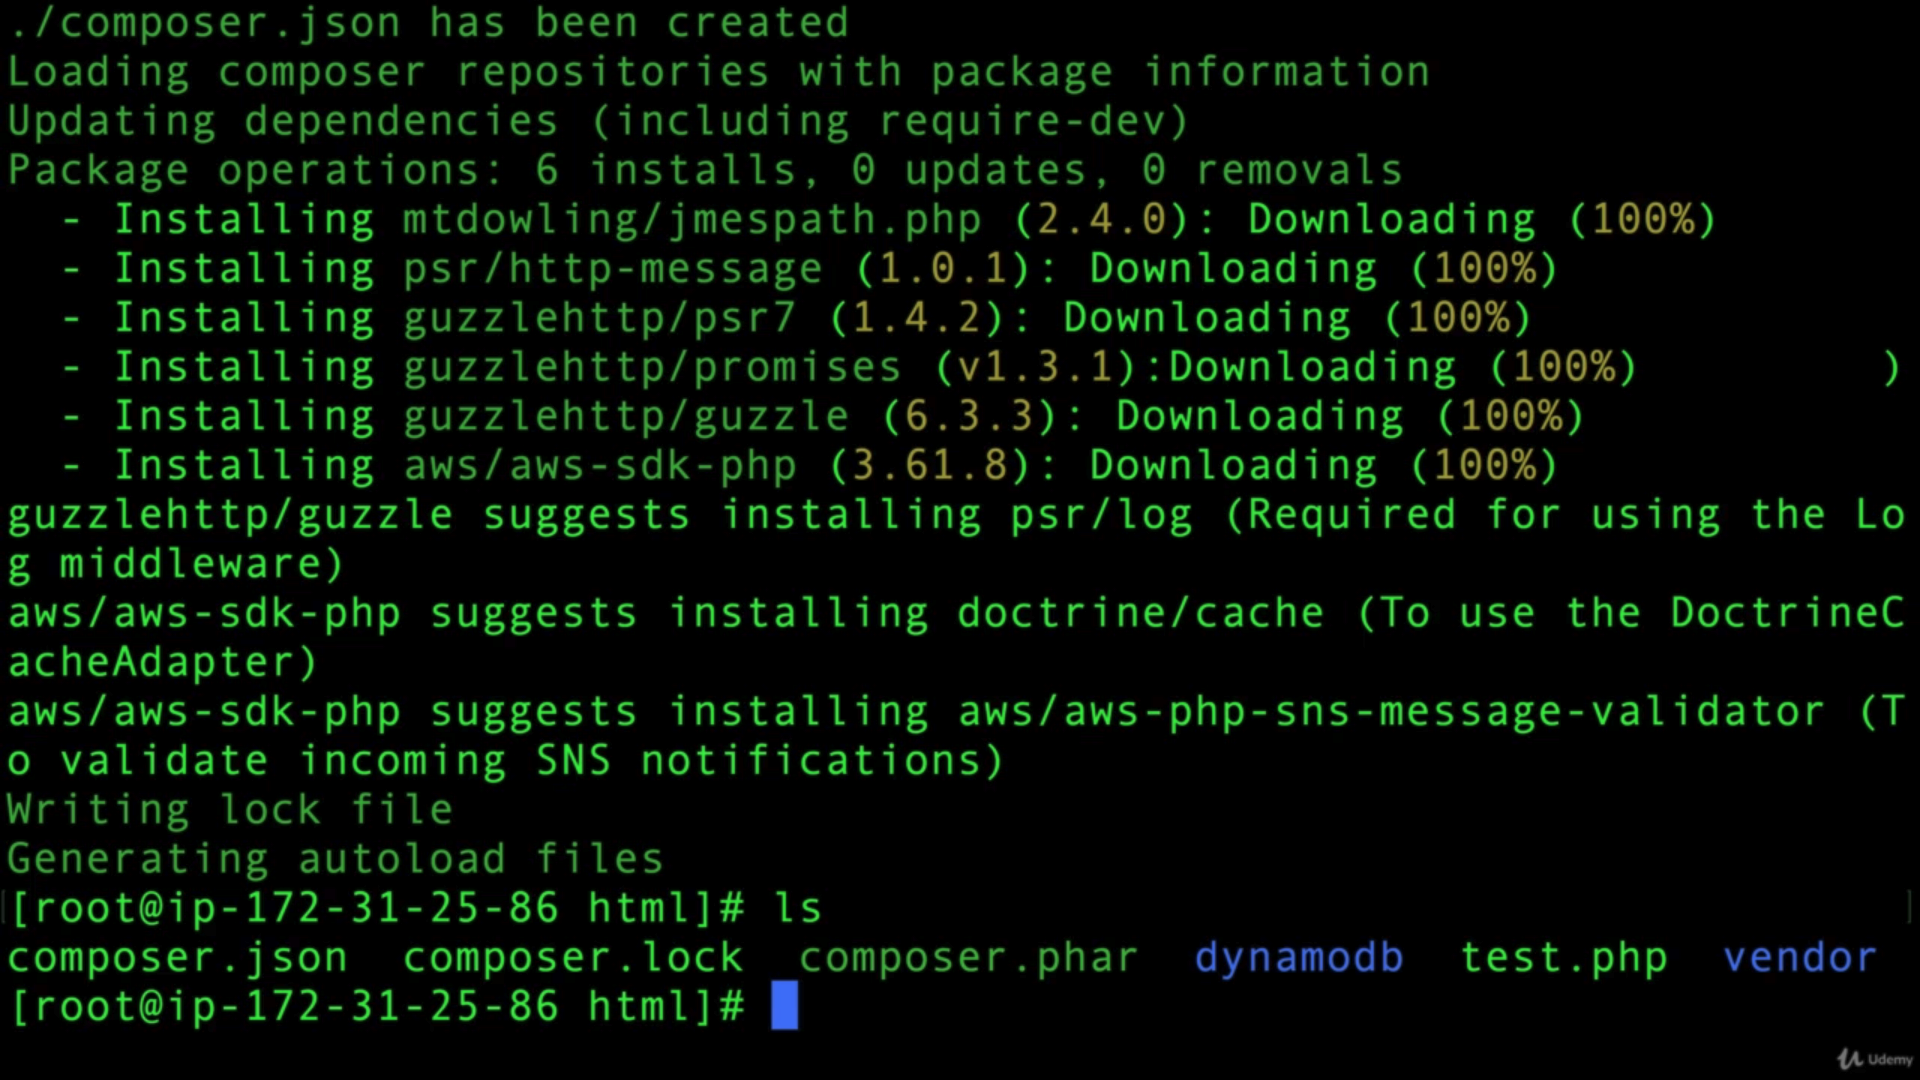 ./composer.json has been created
Loading composer repositories with package information
Updating dependencies (including require-dev)
Package operations: 6 installs, 0 updates, 0 removals
  - Installing mtdowling/jmespath.php (2.4.0): Downloading (100%)
  - Installing psr/http-message (1.0.1): Downloading (100%)
  - Installing guzzlehttp/psr7 (1.4.2): Downloading (100%)
  - Installing guzzlehttp/promises (v1.3.1):Downloading (100%)         )
  - Installing guzzlehttp/guzzle (6.3.3): Downloading (100%)
  - Installing aws/aws-sdk-php (3.61.8): Downloading (100%)
guzzlehttp/guzzle suggests installing psr/log (Required for using the Lo
g middleware)
aws/aws-sdk-php suggests installing doctrine/cache (To use the DoctrineC
acheAdapter)
aws/aws-sdk-php suggests installing aws/aws-php-sns-message-validator (T
o validate incoming SNS notifications)
Writing lock file
Generating autoload files
[root@ip-172-31-25-86 html]# ls
composer.json  composer.lock  composer.phar  dynamodb  test.php  vendor
[root@ip-172-31-25-86 html]#
Udemy